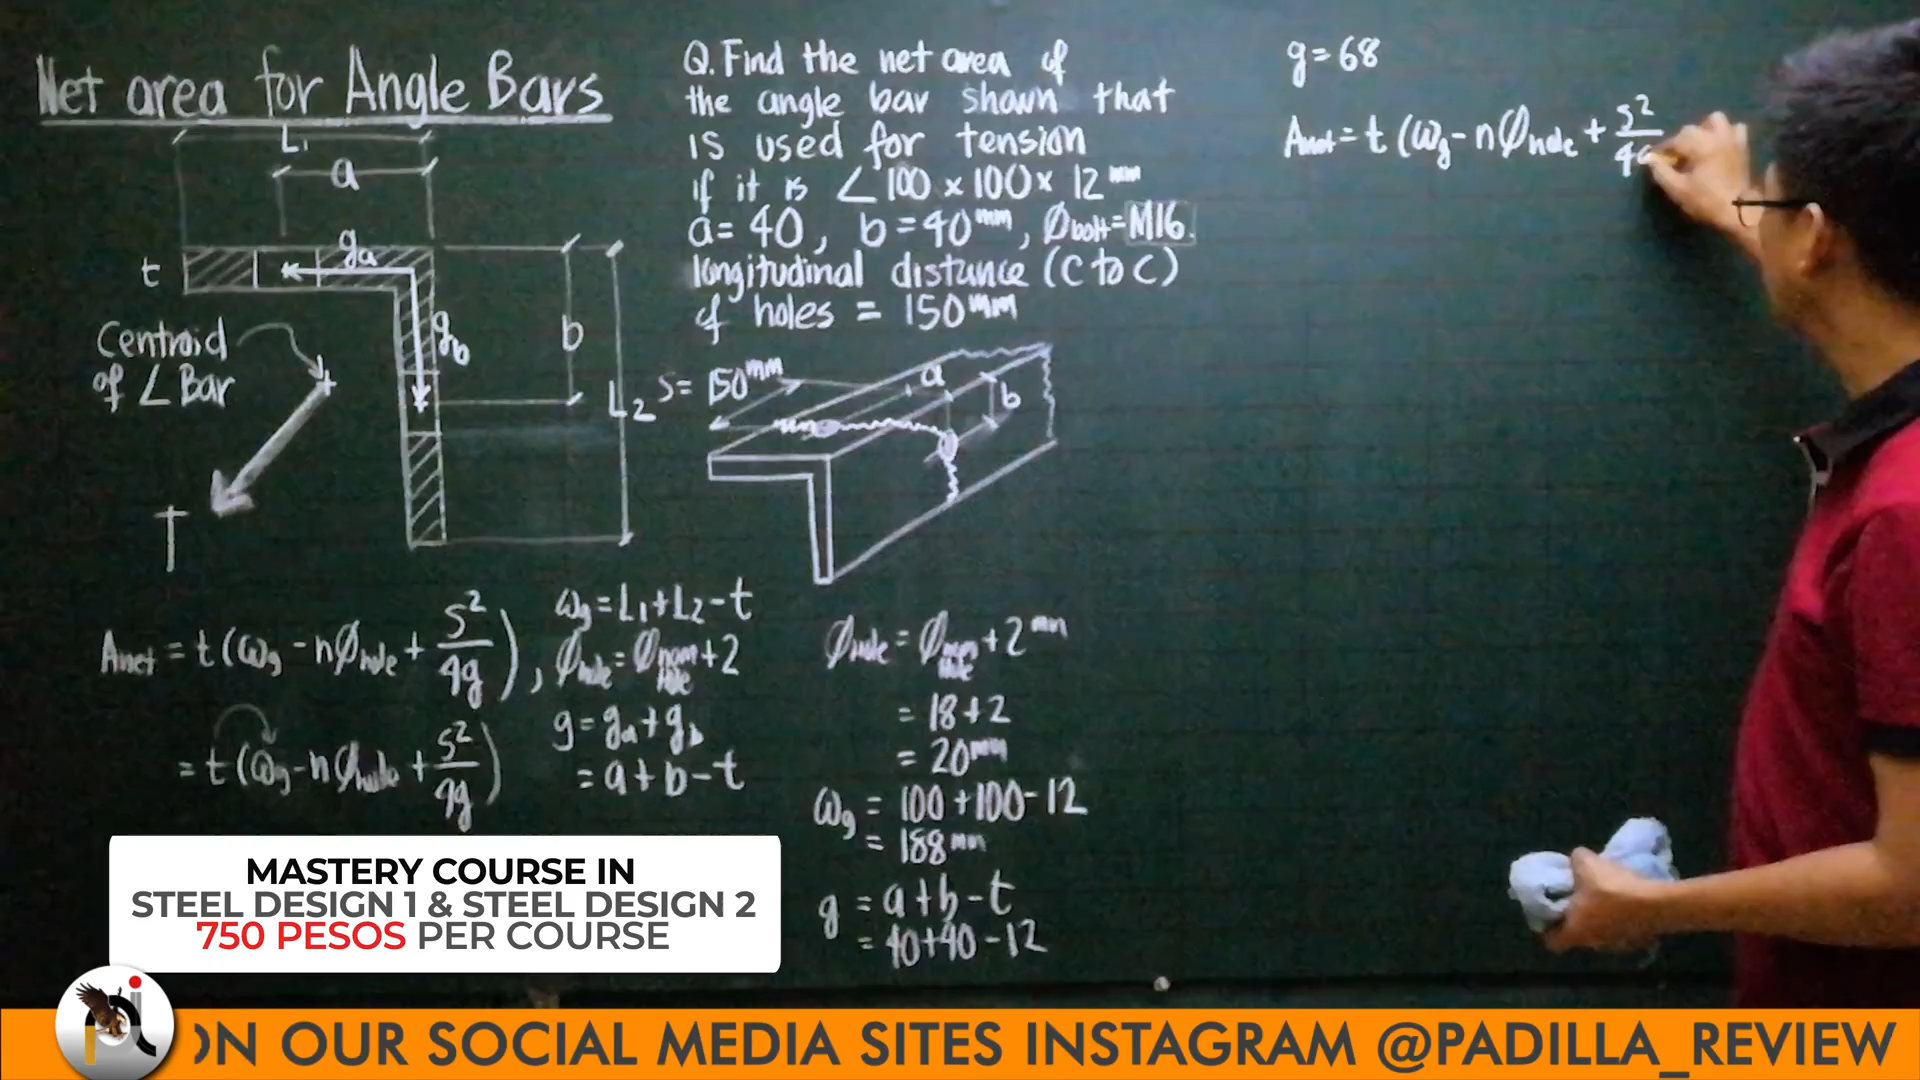 Net area for Angle Bars
L₁
a
t
ga
gb
b
L₂
Centroid
of ∠ Bar
T
Anet = t (ωg - nØhole + s²/4g), ωg = L₁ + L₂ - t
Øhole = Ønom hole + 2
= t (ωg - nØhole + s²/4g)
g = ga + gb
= a + b - t
Q. Find the net area of
the angle bar shown that
is used for tension
if it is ∠ 100 x 100 x 12 mm
a = 40, b = 40 mm, Øbolt = M16.
longitudinal distance (C to C)
of holes = 150 mm
s = 150 mm
a
b
Øhole = Ønom hole + 2 mm
= 18 + 2
= 20 mm
ωg = 100 + 100 - 12
= 188 mm
g = a + b - t
= 40 + 40 - 12
g = 68
Anet = t (ωg - nØhole + s²/4g
MASTERY COURSE IN
STEEL DESIGN 1 & STEEL DESIGN 2
750 PESOS PER COURSE
ON OUR SOCIAL MEDIA SITES INSTAGRAM @PADILLA_REVIEW